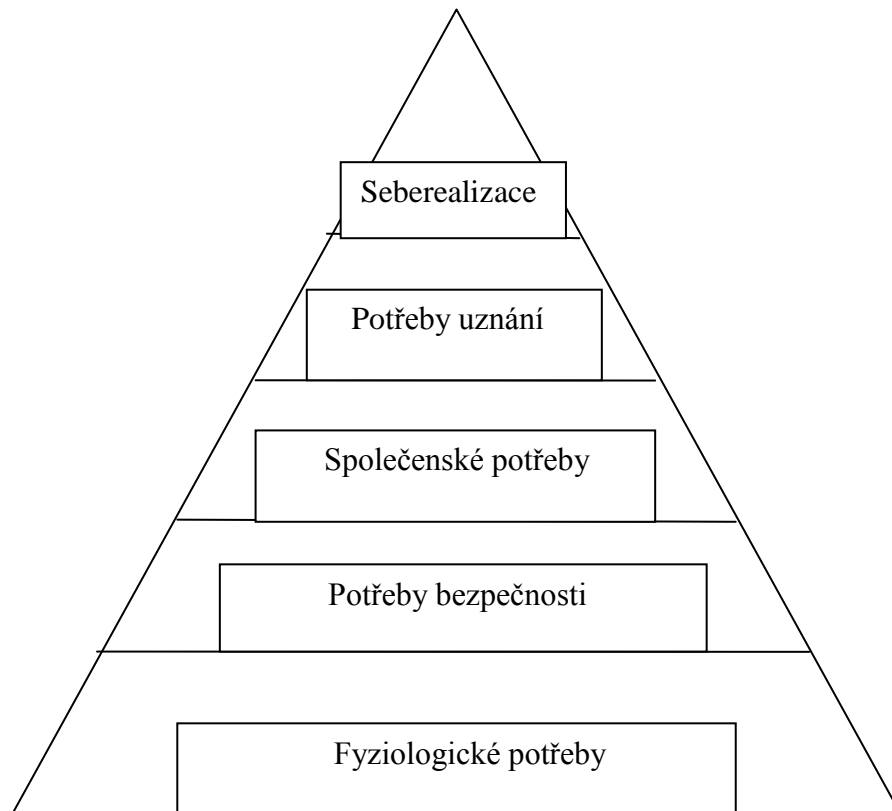 Seberealizace
Potřeby uznání
Společenské potřeby
Potřeby bezpečnosti
Fyziologické potřeby